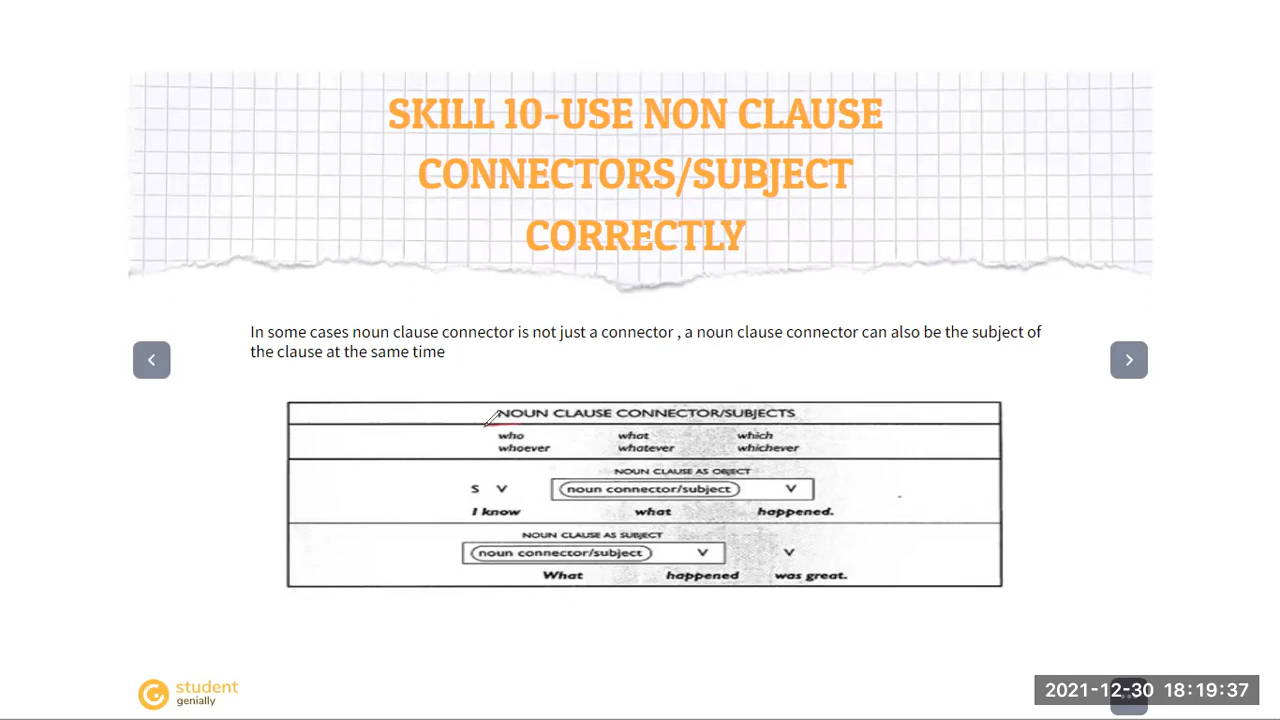 SKILL 10-USE NON CLAUSE
CONNECTORS/SUBJECT
CORRECTLY
In some cases noun clause connector is not just a connector , a noun clause connector can also be the subject of
the clause at the same time
NOUN CLAUSE CONNECTOR/SUBJECTS
who what which
whoever whatever whichever
NOUN CLAUSE AS OBJECT
S V noun connector/subject V
I know what happened.
NOUN CLAUSE AS SUBJECT
noun connector/subject V V
What happened was great.
student
genially
2021-12-30 18:19:37